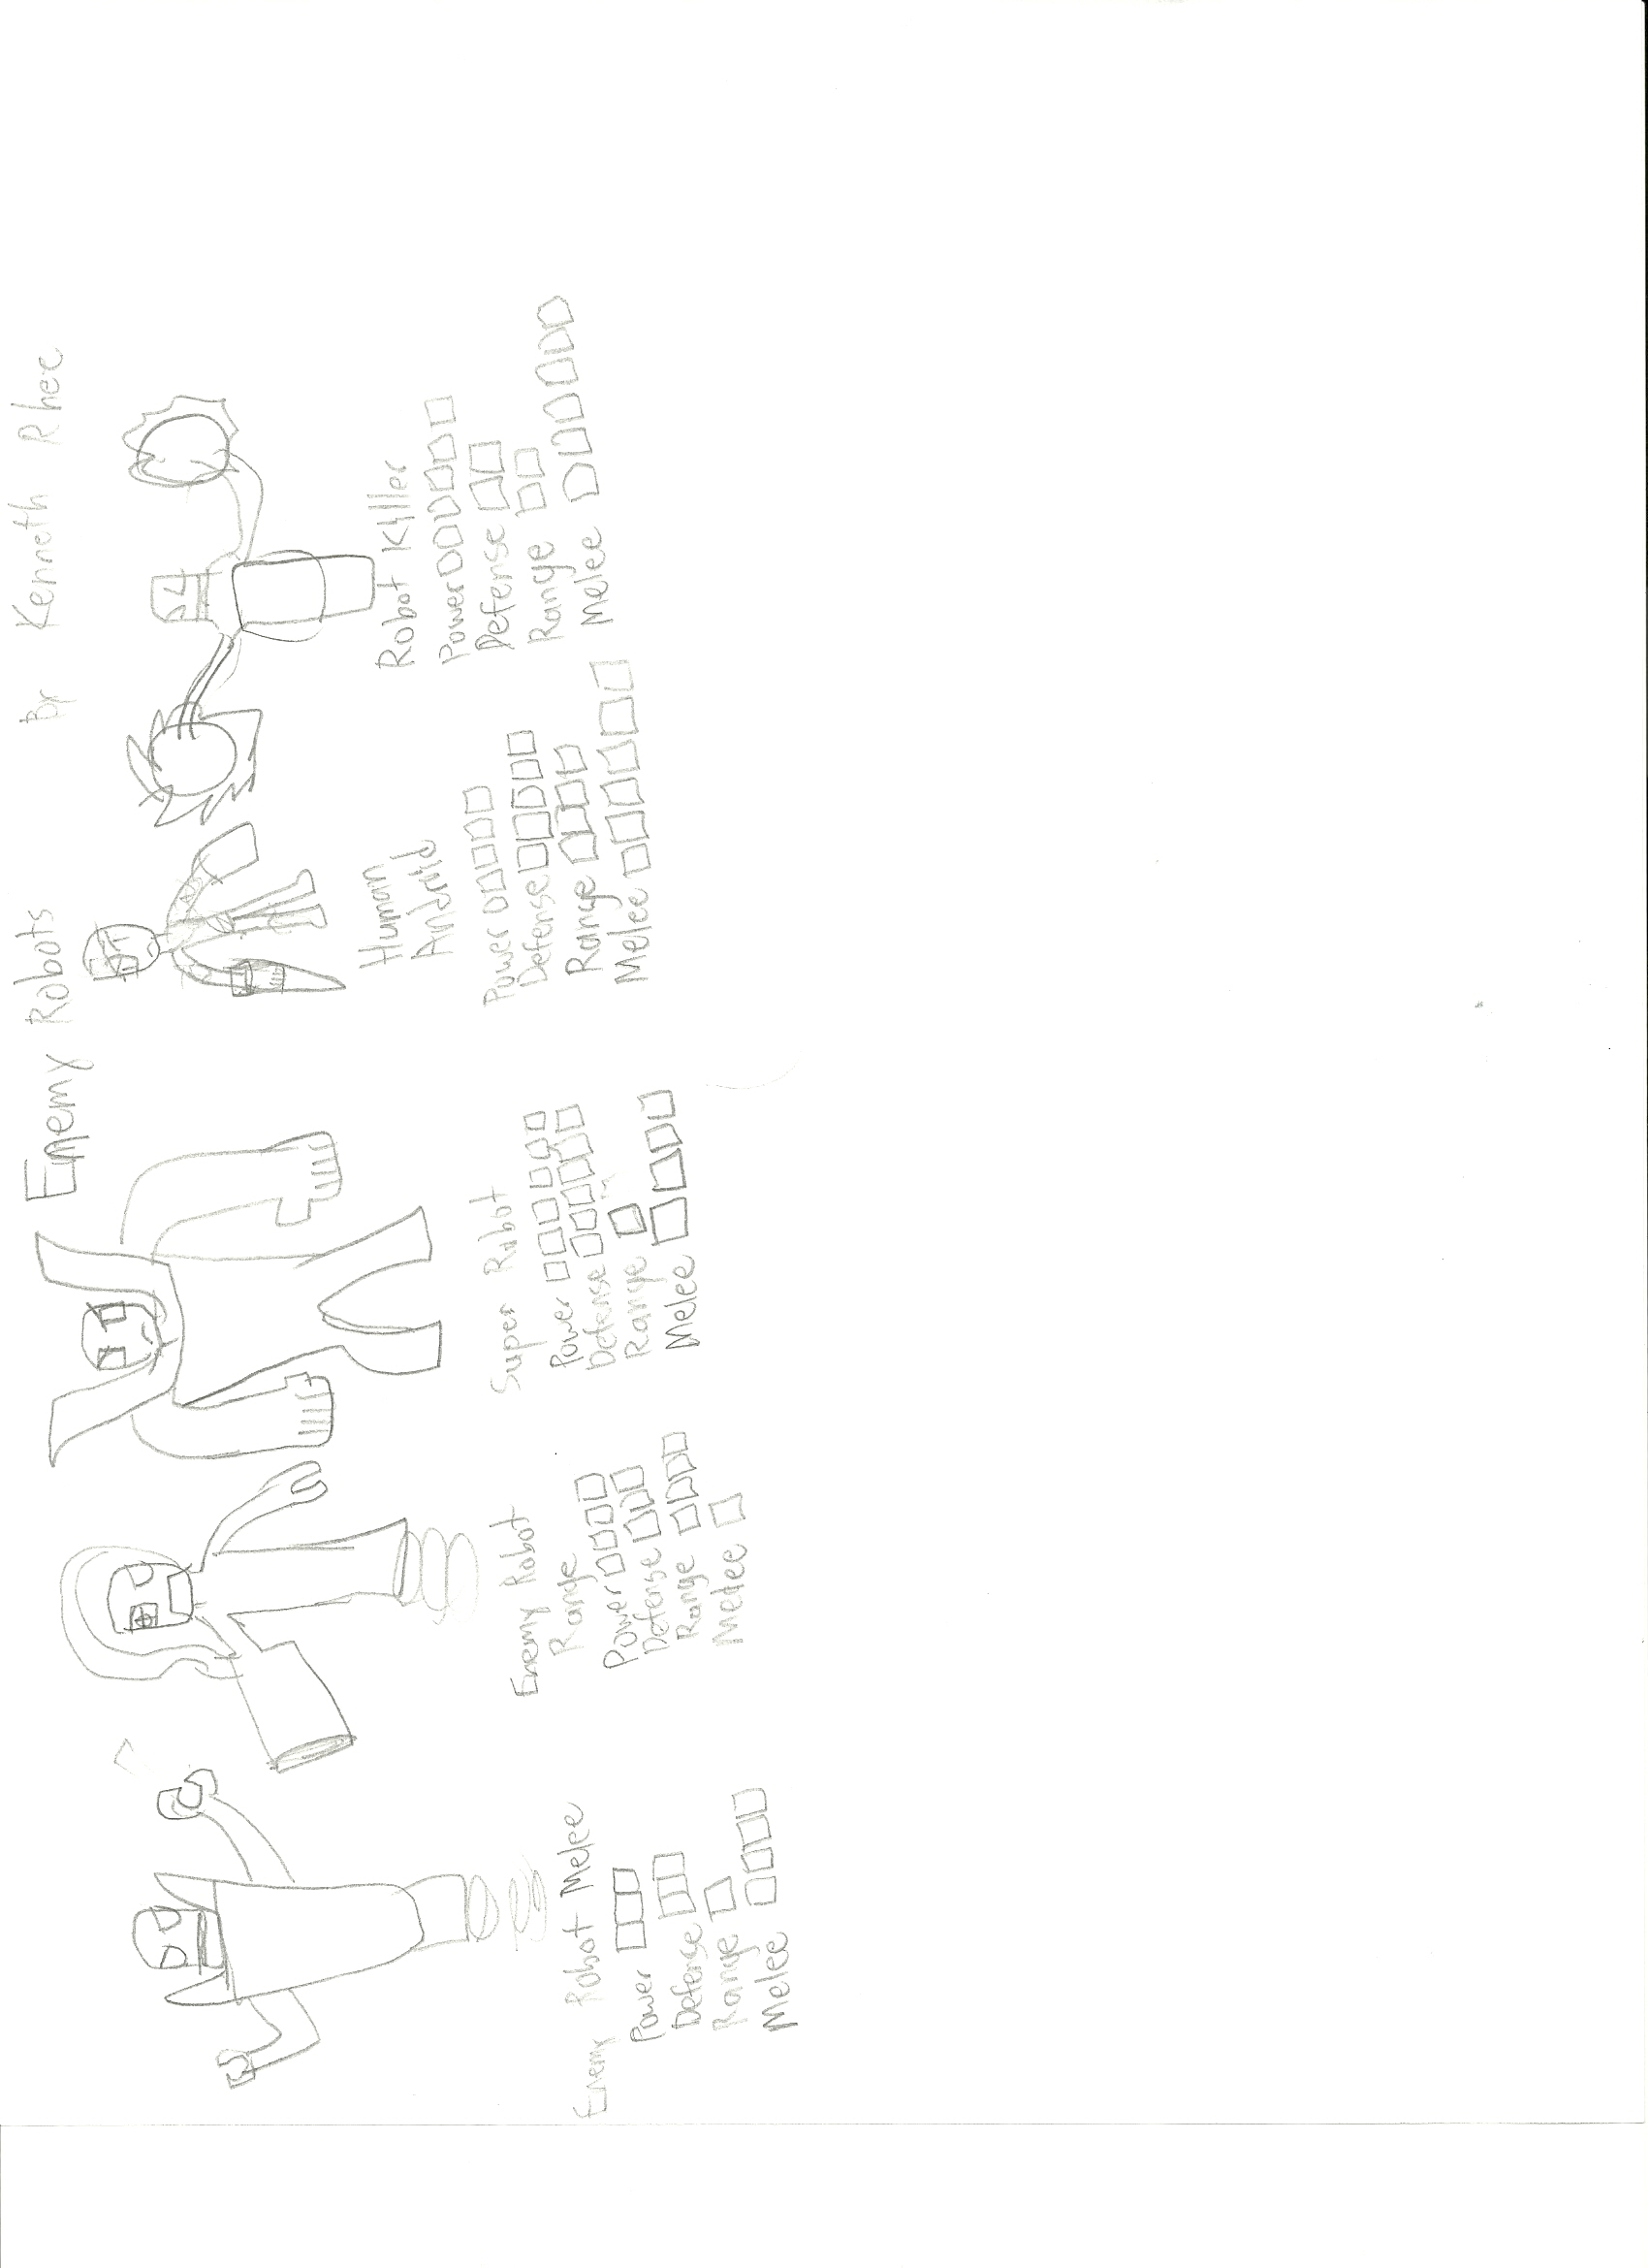 Enemy Robots by Kenneth Rhee
Enemy Robot Melee
Power
Defense
Range
Melee
Enemy Robot
Range
Power
Defense
Range
Melee
Super Robot
Power
Defense
Range
Melee
Human
Android
Power
Defense
Range
Melee
Robot Killer
Power
Defense
Range
Melee